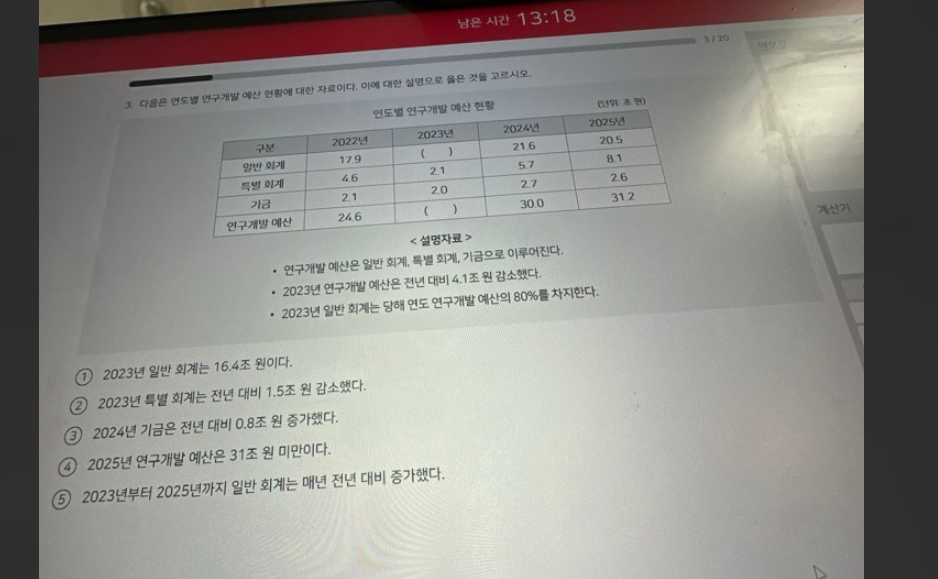 남은 시간 13:18
3 / 20
3. 다음은 연도별 연구개발 예산 현황에 대한 자료이다. 이에 대한 설명으로 옳은 것을 고르시오.
연도별 연구개발 예산 현황
(단위: 조 원)
구분 2022년 2023년 2024년 2025년
일반 회계 17.9 ( ) 21.6 20.5
특별 회계 4.6 2.1 5.7 8.1
기금 2.1 2.0 2.7 2.6
연구개발 예산 24.6 ( ) 30.0 31.2
< 설명자료 >
• 연구개발 예산은 일반 회계, 특별 회계, 기금으로 이루어진다.
• 2023년 연구개발 예산은 전년 대비 4.1조 원 감소했다.
• 2023년 일반 회계는 당해 연도 연구개발 예산의 80%를 차지한다.
계산기
① 2023년 일반 회계는 16.4조 원이다.
② 2023년 특별 회계는 전년 대비 1.5조 원 감소했다.
③ 2024년 기금은 전년 대비 0.8조 원 증가했다.
④ 2025년 연구개발 예산은 31조 원 미만이다.
⑤ 2023년부터 2025년까지 일반 회계는 매년 전년 대비 증가했다.